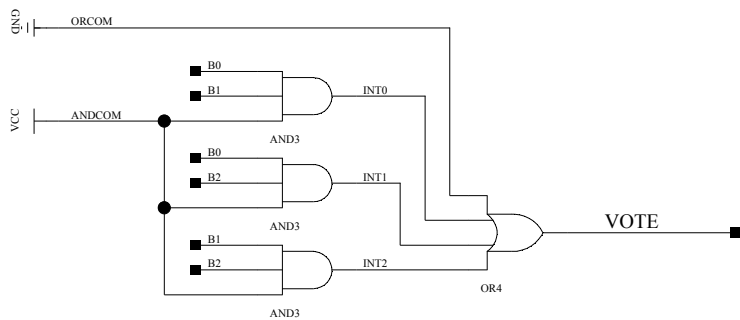 GND
ORCOM
B0
B1
INT0
VCC
ANDCOM
AND3
B0
B2
INT1
AND3
VOTE
B1
B2
INT2
OR4
AND3